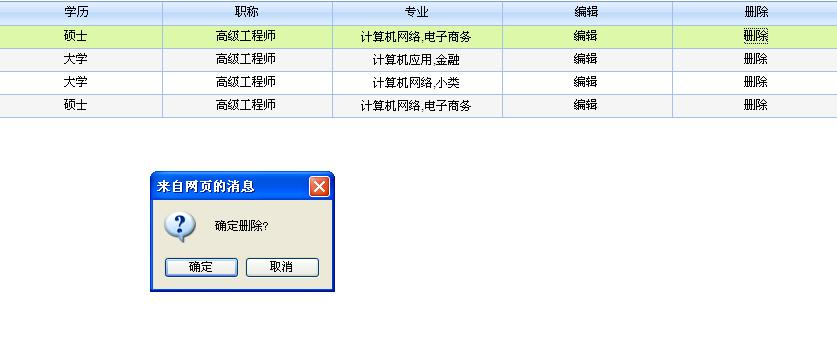 学历 职称 专业 编辑 删除
硕士 高级工程师 计算机网络,电子商务 编辑 删除
大学 高级工程师 计算机应用,金融 编辑 删除
大学 高级工程师 计算机网络,小类 编辑 删除
硕士 高级工程师 计算机网络,电子商务 编辑 删除
来自网页的消息
确定删除?
确定 取消